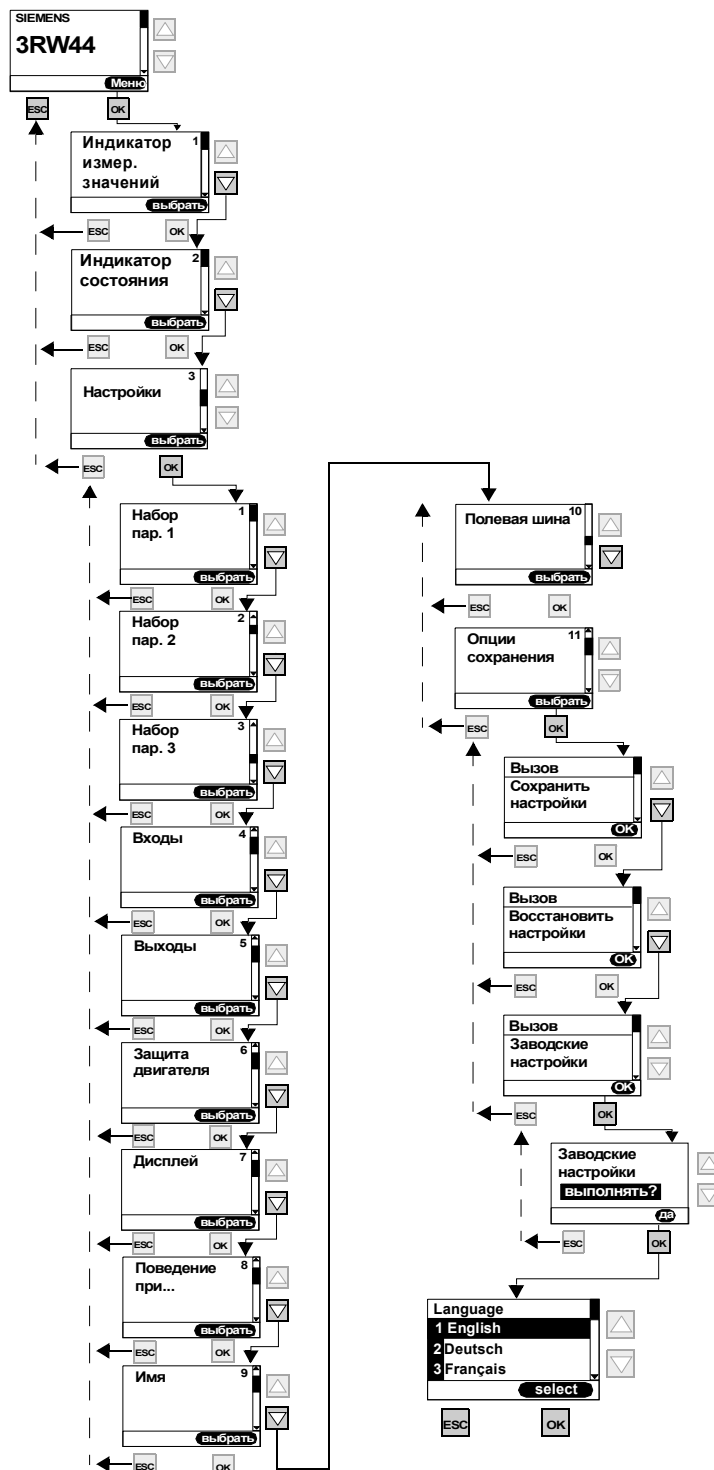 SIEMENS
3RW44
Меню
ESC
OK
Индикатор 1
измер.
значений
выбрать
ESC
OK
Индикатор 2
состояния
выбрать
ESC
OK
3
Настройки
выбрать
ESC
OK
Набор 1
пар. 1
выбрать
ESC
OK
Набор 2
пар. 2
выбрать
ESC
OK
Набор 3
пар. 3
выбрать
ESC
OK
Входы 4
выбрать
ESC
OK
Выходы 5
выбрать
ESC
OK
Защита 6
двигателя
выбрать
ESC
OK
Дисплей 7
выбрать
ESC
OK
Поведение 8
при...
выбрать
ESC
OK
Имя 9
выбрать
ESC
OK
Полевая шина 10
выбрать
ESC
OK
Опции 11
сохранения
выбрать
ESC
OK
Вызов
Сохранить
настройки
OK
ESC
OK
Вызов
Восстановить
настройки
OK
ESC
OK
Вызов
Заводские
настройки
OK
ESC
OK
Заводские
настройки
выполнять?
да
ESC
OK
Language
1 English
2 Deutsch
3 Français
select
ESC
OK